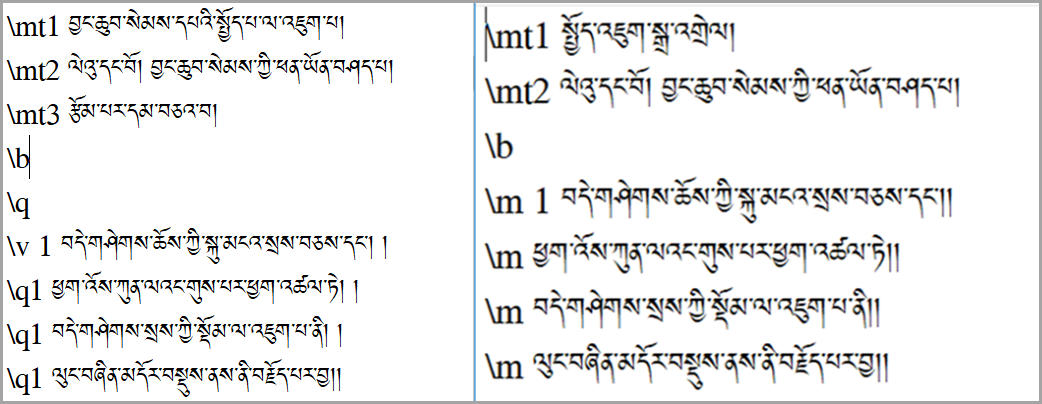 \mt1 བྱང་ཆུབ་སེམས་དཔའི་སྤྱོད་པ་ལ་འཇུག་པ།
\mt2 ལེའུ་དང་པོ། བྱང་ཆུབ་སེམས་ཀྱི་ཕན་ཡོན་བཤད་པ།
\mt3 རྩོམ་པར་དམ་བཅའ་བ།
\b
\q
\v 1 བདེ་གཤེགས་ཆོས་ཀྱི་སྐུ་མངའ་སྲས་བཅས་དང་། །
\q1 ཕྱག་འོས་ཀུན་ལའང་གུས་པར་ཕྱག་འཚལ་ཏེ། །
\q1 བདེ་གཤེགས་སྲས་ཀྱི་སྡོམ་ལ་འཇུག་པ་ནི། །
\q1 ལུང་བཞིན་མདོར་བསྡུས་ནས་ནི་བརྗོད་པར་བྱ།།
\mt1 སྤྱོད་འཇུག་སྒྲ་འགྲེལ།
\mt2 ལེའུ་དང་པོ། བྱང་ཆུབ་སེམས་ཀྱི་ཕན་ཡོན་བཤད་པ།
\b
\m 1 བདེ་གཤེགས་ཆོས་ཀྱི་སྐུ་མངའ་སྲས་བཅས་དང་།།
\m ཕྱག་འོས་ཀུན་ལའང་གུས་པར་ཕྱག་འཚལ་ཏེ།།
\m བདེ་གཤེགས་སྲས་ཀྱི་སྡོམ་ལ་འཇུག་པ་ནི།།
\m ལུང་བཞིན་མདོར་བསྡུས་ནས་ནི་བརྗོད་པར་བྱ།།